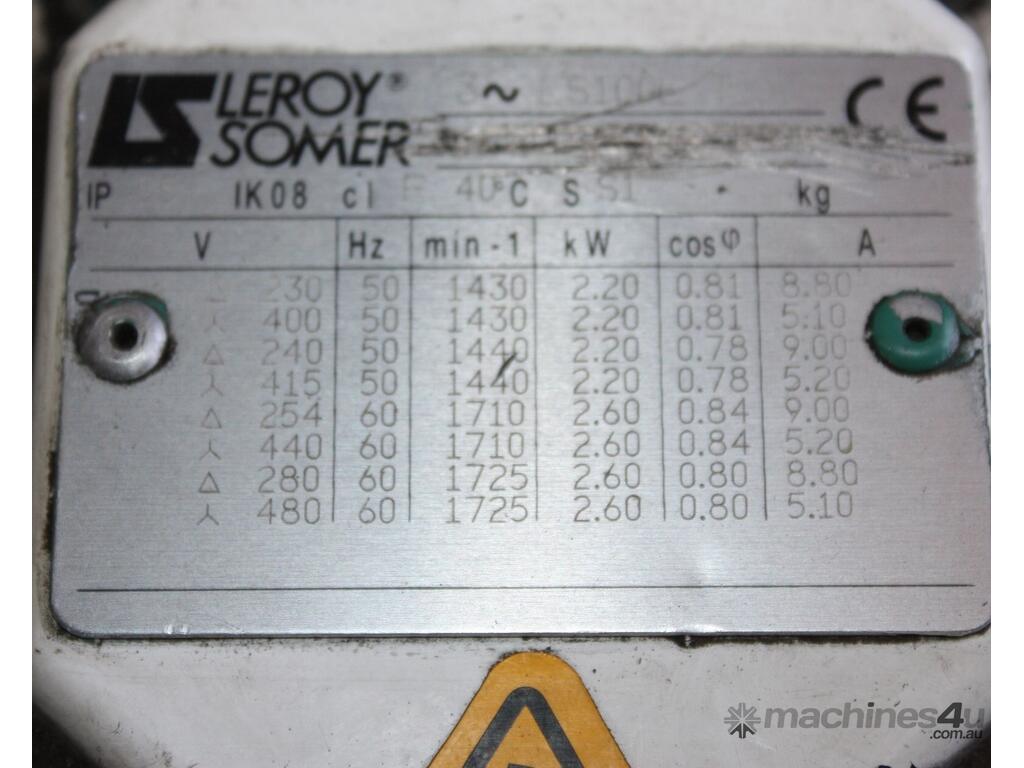 LEROY® 3 ~ LS100L CE
SOMER
IP IK08 cl F 40°C S S1 kg
V Hz min-1 kW cosφ A
△ 230 50 1430 2.20 0.81 8.80
⅄ 400 50 1430 2.20 0.81 5.10
△ 240 50 1440 2.20 0.78 9.00
⅄ 415 50 1440 2.20 0.78 5.20
△ 254 60 1710 2.60 0.84 9.00
⅄ 440 60 1710 2.60 0.84 5.20
△ 280 60 1725 2.60 0.80 8.80
⅄ 480 60 1725 2.60 0.80 5.10
machines4u
.com.au